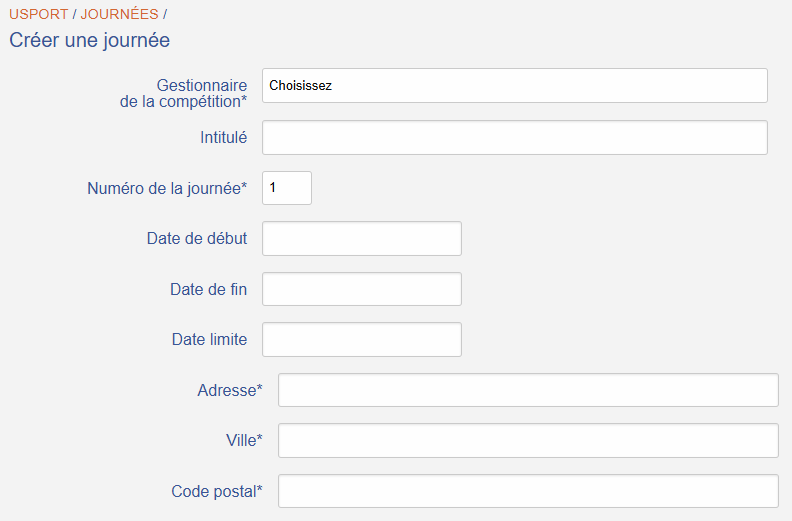 USPORT / JOURNÉES /
Créer une journée
Gestionnaire
de la compétition*
Choisissez
Intitulé
Numéro de la journée*
1
Date de début
Date de fin
Date limite
Adresse*
Ville*
Code postal*